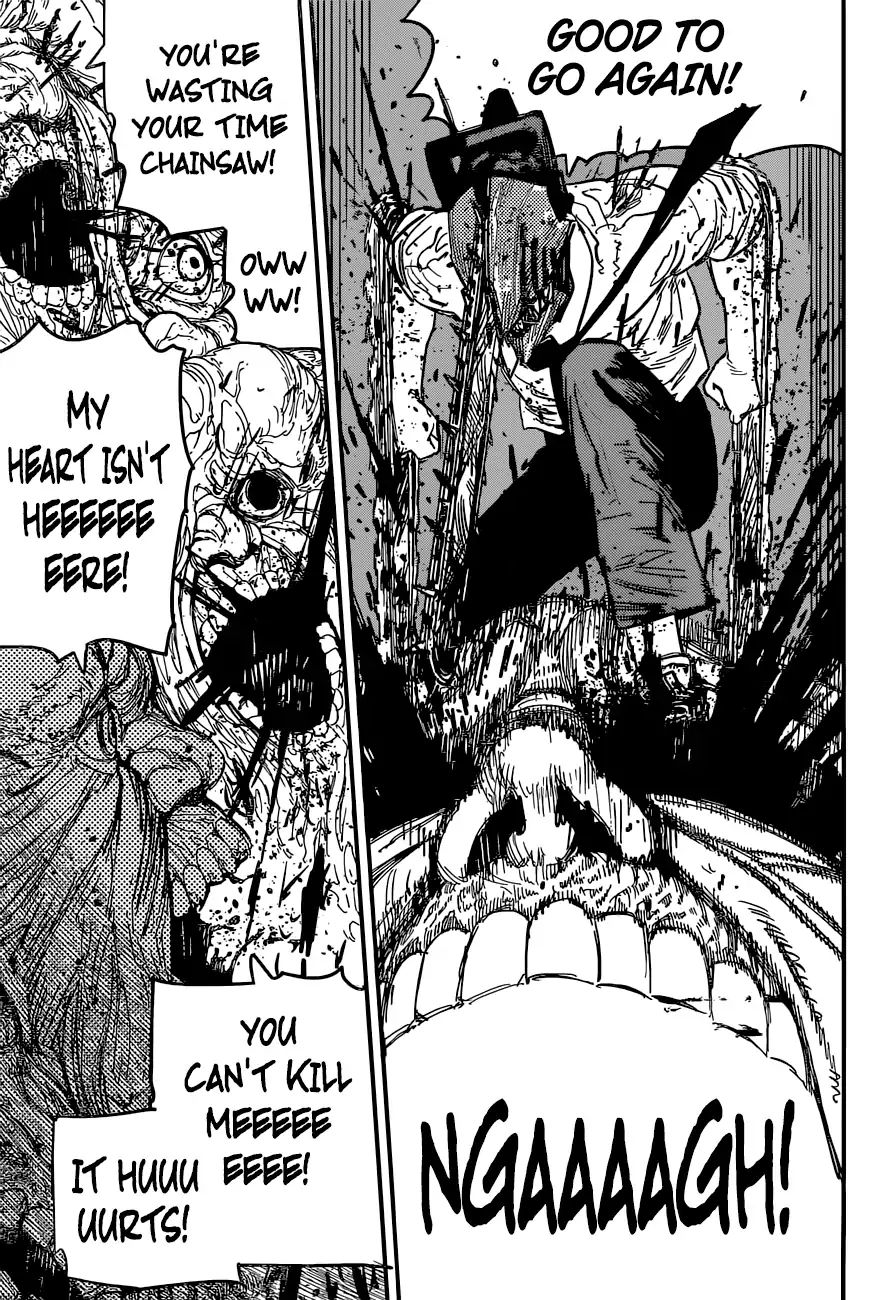 GOOD TO
GO AGAIN!
NGAAAAGH!
YOU'RE
WASTING
YOUR TIME
CHAINSAW!
OWW
WW!
MY
HEART ISN'T
HEEEEEE
EERE!
YOU
CAN'T KILL
MEEEEE
EEEE!
IT HUUU
UURTS!